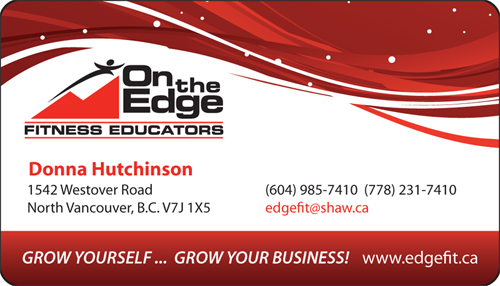 On the
Edge
FITNESS EDUCATORS
Donna Hutchinson
1542 Westover Road (604) 985-7410 (778) 231-7410
North Vancouver, B.C. V7J 1X5 edgefit@shaw.ca
GROW YOURSELF ... GROW YOUR BUSINESS! www.edgefit.ca